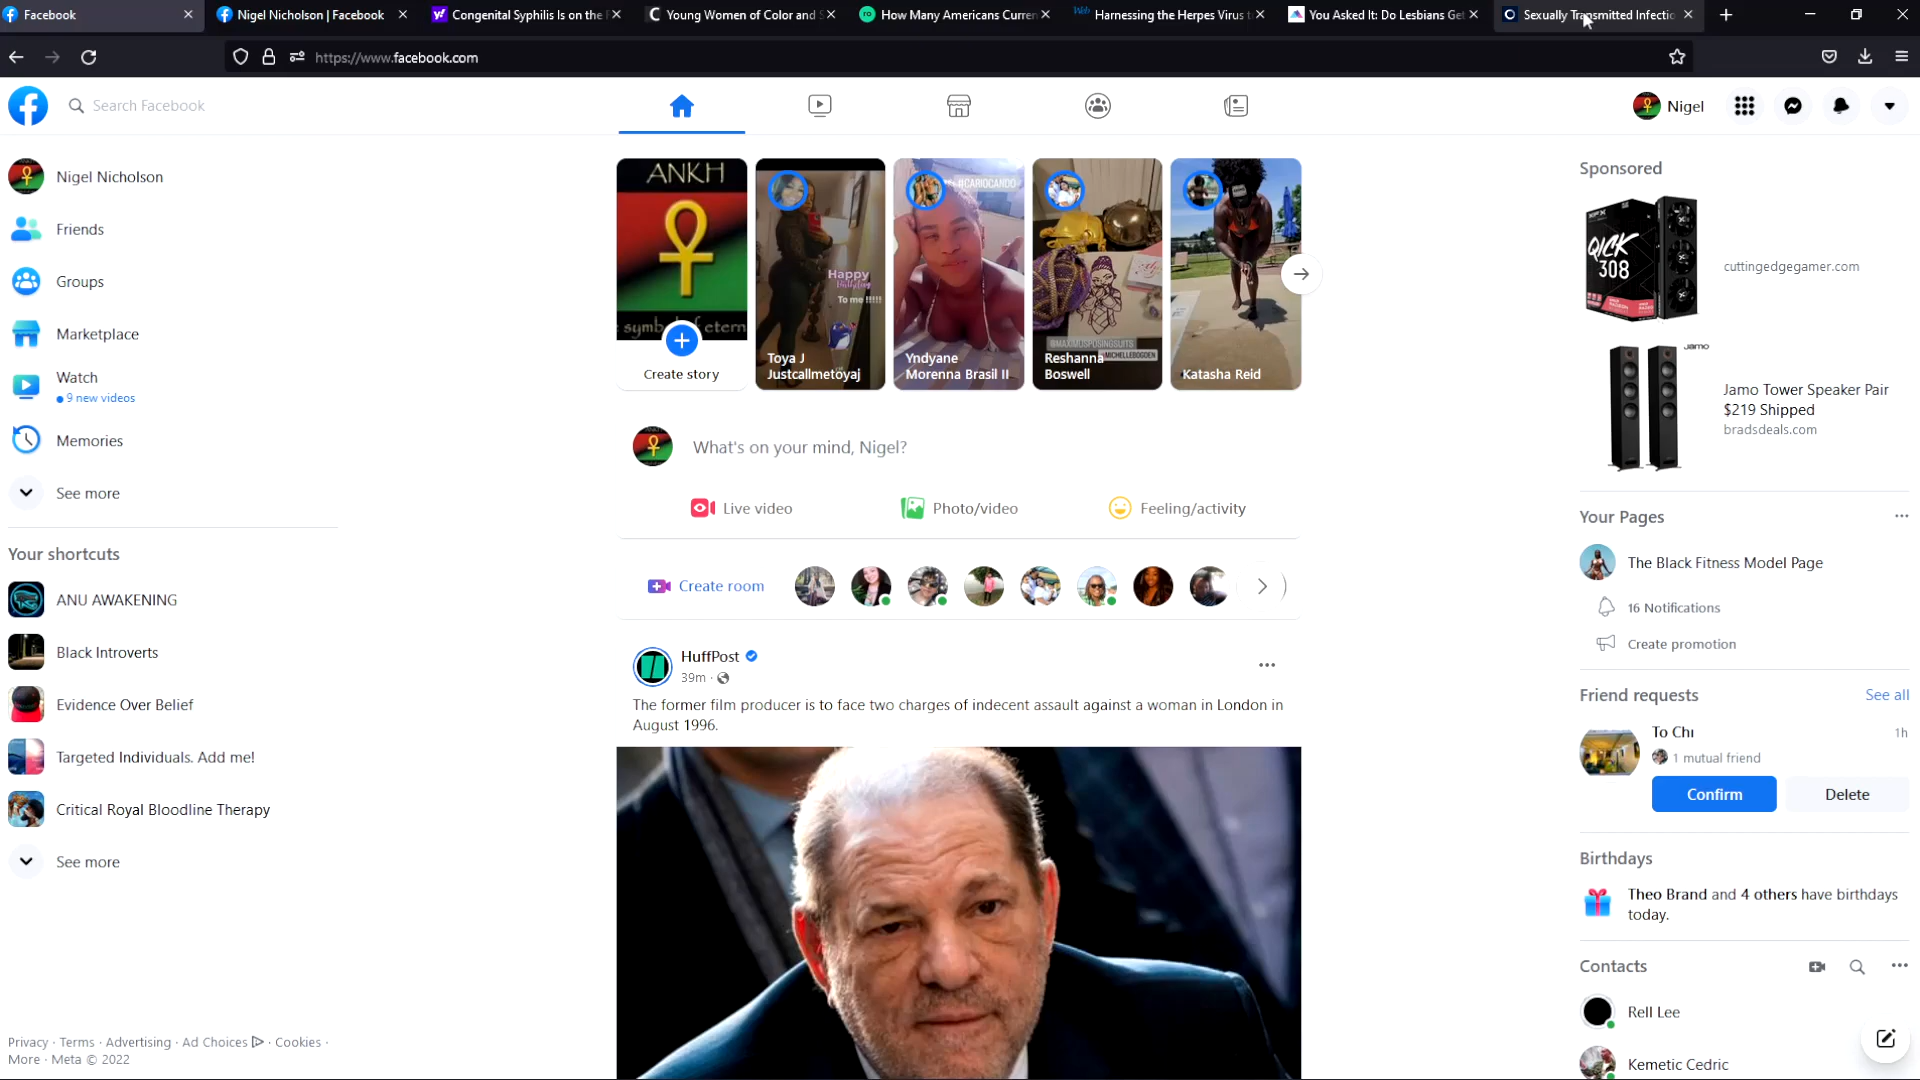 Facebook
Nigel Nicholson | Facebook
Congenital Syphilis Is on the
Young Women of Color and S
How Many Americans Curren
Harnessing the Herpes Virus t
You Asked It: Do Lesbians Get
Sexually Transmitted Infectio
https://www.facebook.com
Search Facebook
Nigel
Nigel Nicholson
Friends
Groups
Marketplace
Watch
9 new videos
Memories
See more
Your shortcuts
ANU AWAKENING
Black Introverts
Evidence Over Belief
Targeted Individuals. Add me!
Critical Royal Bloodline Therapy
See more
Privacy · Terms · Advertising · Ad Choices · Cookies ·
More · Meta © 2022
ANKH
Create story
Happy
To me !!!!!
Toya J
Justcallmetoyaj
#CARIOCANDO
Yndyane
Morenna Brasil II
@MAXIMUSPOSINGSUITS
MICHELLEBOGDEN
Reshanna
Boswell
Katasha Reid
What's on your mind, Nigel?
Live video
Photo/video
Feeling/activity
Create room
HuffPost
39m ·
The former film producer is to face two charges of indecent assault against a woman in London in
August 1996.
Sponsored
QICK
308
cuttingedgegamer.com
Jamo
Jamo Tower Speaker Pair
$219 Shipped
bradsdeals.com
Your Pages
The Black Fitness Model Page
16 Notifications
Create promotion
Friend requests
See all
To Chi
1h
1 mutual friend
Confirm
Delete
Birthdays
Theo Brand and 4 others have birthdays
today.
Contacts
Rell Lee
Kemetic Cedric